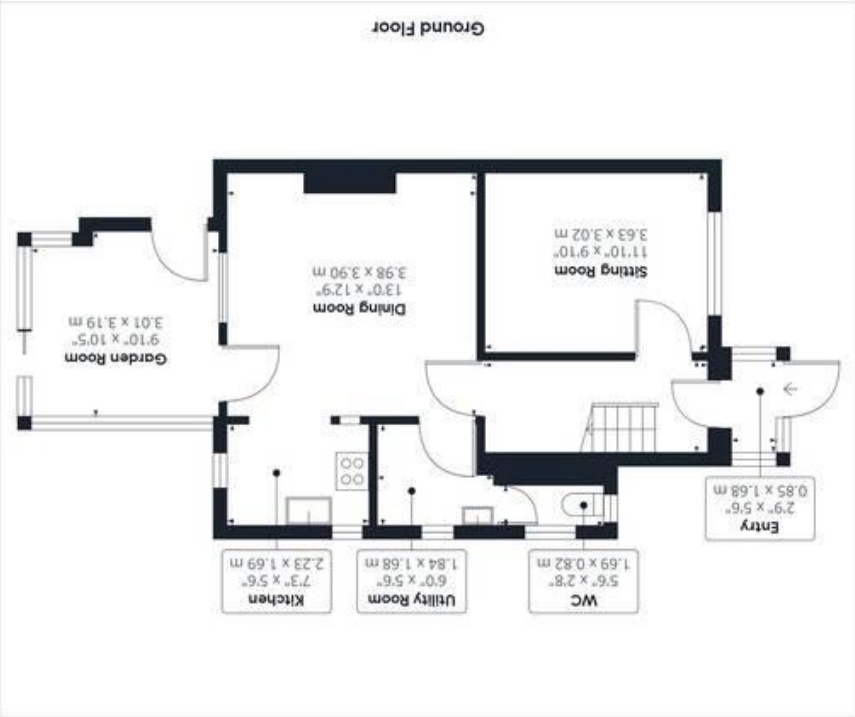 WC
5'6" x 2'8"
1.69 x 0.82 m
Utility Room
6'0" x 5'6"
1.84 x 1.68 m
Kitchen
7'3" x 5'6"
2.23 x 1.69 m
Entry
2'9" x 5'6"
0.85 x 1.68 m
Garden Room
9'10" x 10'5"
3.01 x 3.19 m
Dining Room
13'0" x 12'9"
3.98 x 3.90 m
Sitting Room
11'10" x 9'10"
3.63 x 3.02 m
Ground Floor